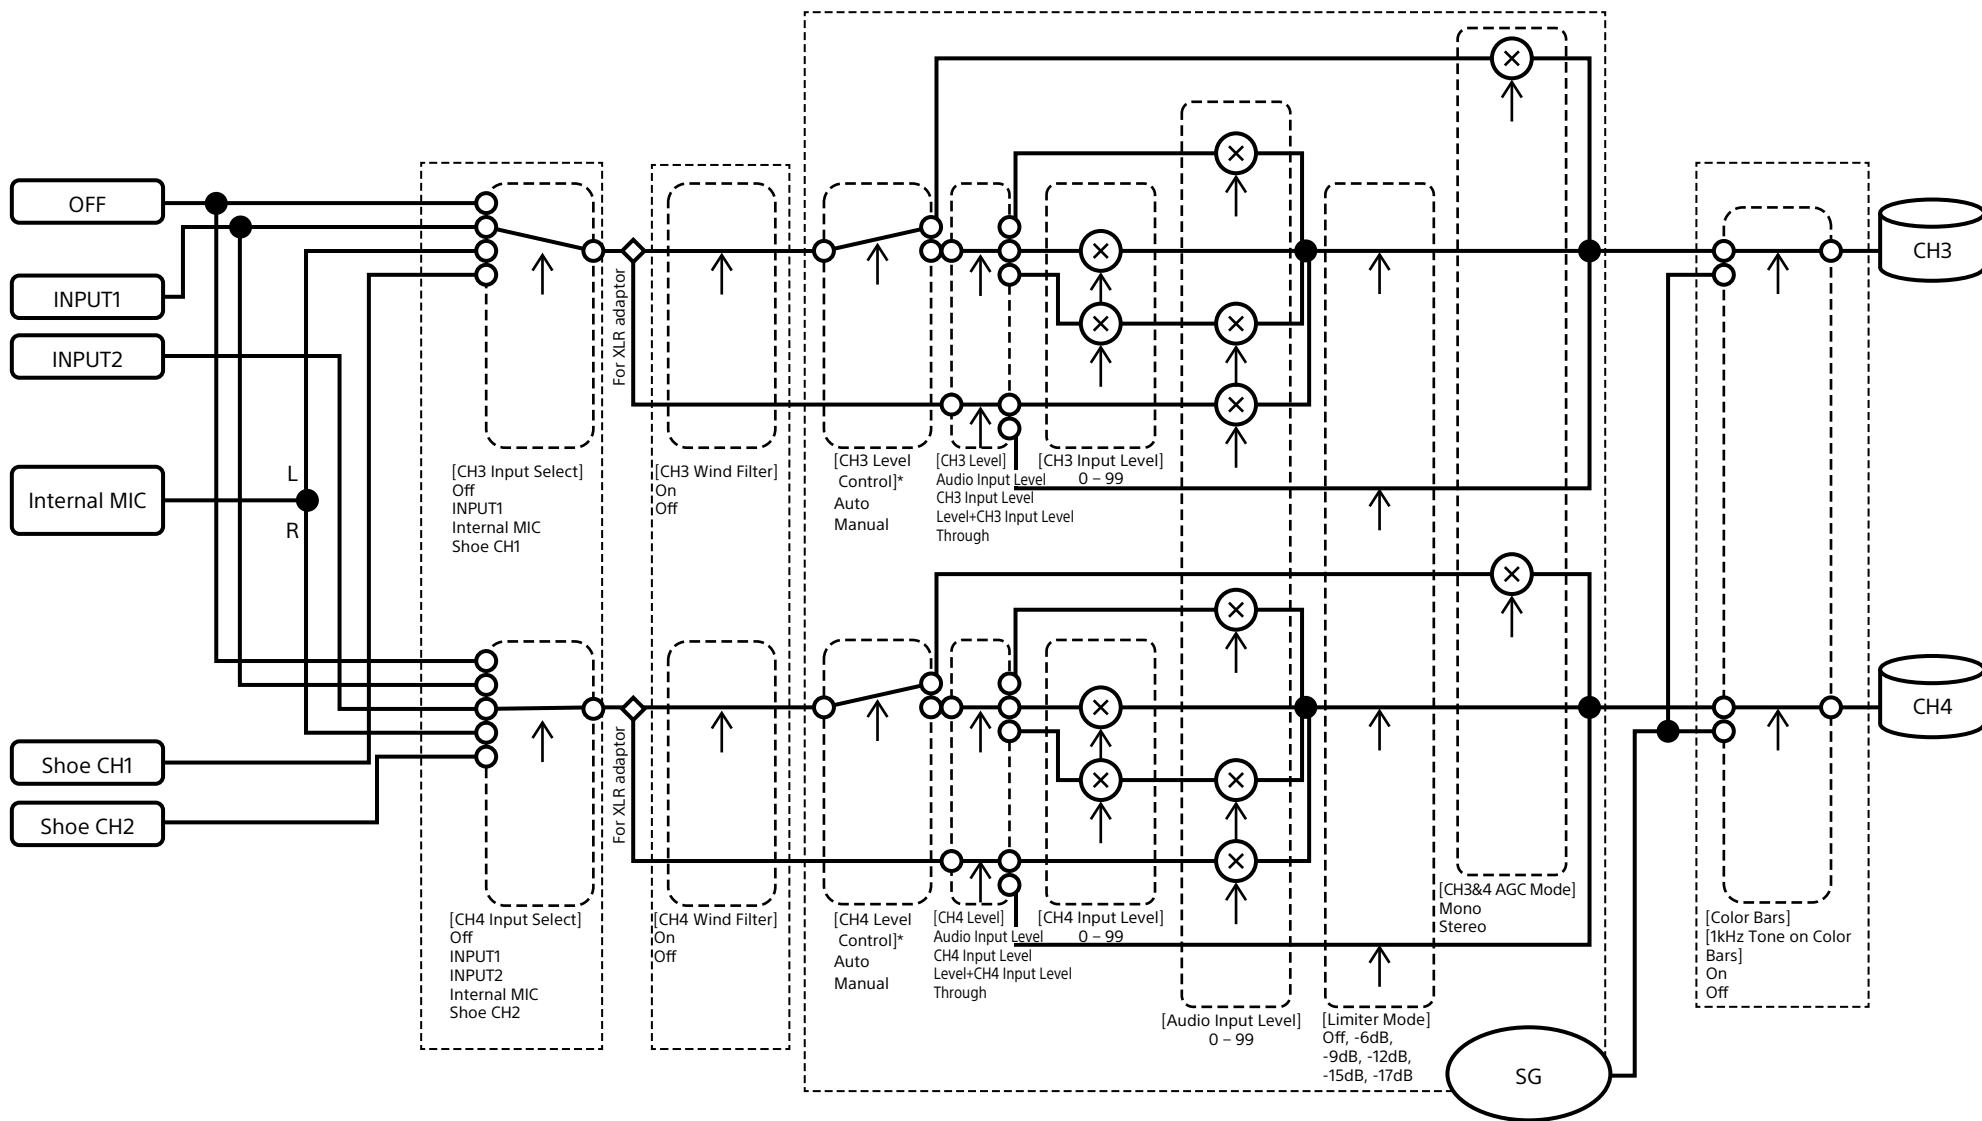 OFF
INPUT1
INPUT2
Internal MIC
L
R
Shoe CH1
Shoe CH2
[CH3 Input Select]
Off
INPUT1
Internal MIC
Shoe CH1
For XLR adaptor
[CH3 Wind Filter]
On
Off
[CH3 Level
Control]*
Auto
Manual
[CH3 Level]
Audio Input Level
CH3 Input Level
Level+CH3 Input Level
Through
[CH3 Input Level]
0 – 99
CH3
[CH4 Input Select]
Off
INPUT1
INPUT2
Internal MIC
Shoe CH2
For XLR adaptor
[CH4 Wind Filter]
On
Off
[CH4 Level
Control]*
Auto
Manual
[CH4 Level]
Audio Input Level
CH4 Input Level
Level+CH4 Input Level
Through
[CH4 Input Level]
0 – 99
[Audio Input Level]
0 – 99
[Limiter Mode]
Off, -6dB,
-9dB, -12dB,
-15dB, -17dB
[CH3&4 AGC Mode]
Mono
Stereo
SG
[Color Bars]
[1kHz Tone on Color
Bars]
On
Off
CH4